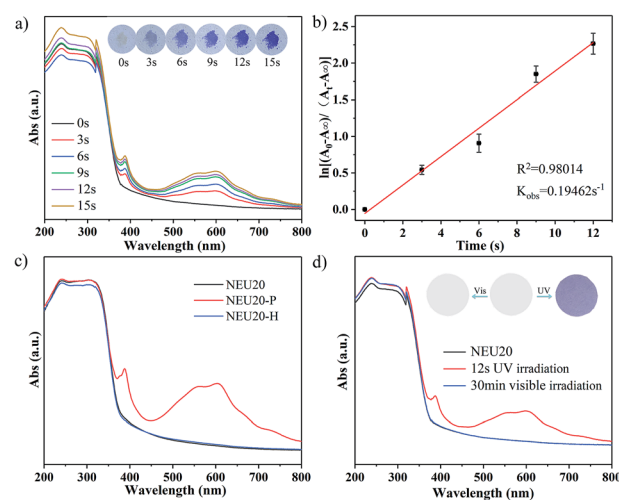 a)
Abs (a.u.)
0s 3s 6s 9s 12s 15s
0s
3s
6s
9s
12s
15s
200 300 400 500 600 700 800
Wavelength (nm)
b)
ln[(A0-A∞)/（At-A∞)]
2.5
2.0
1.5
1.0
0.5
0.0
R²=0.98014
Kobs=0.19462s⁻¹
0 2 4 6 8 10 12
Time (s)
c)
Abs (a.u.)
NEU20
NEU20-P
NEU20-H
200 300 400 500 600 700 800
Wavelength (nm)
d)
Abs (a.u.)
Vis UV
NEU20
12s UV irradiation
30min visible irradiation
200 300 400 500 600 700 800
Wavelength (nm)